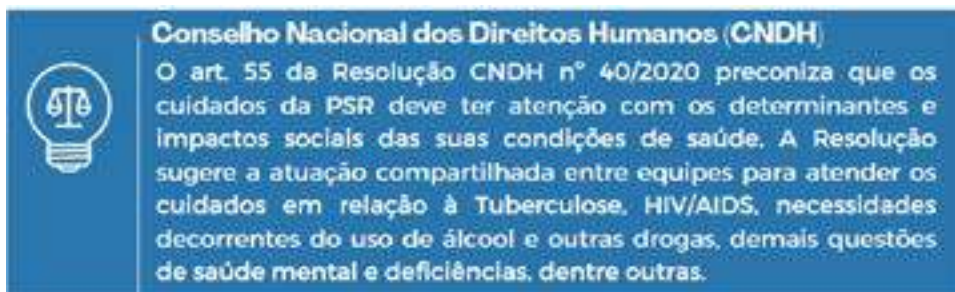 Conselho Nacional dos Direitos Humanos (CNDH)
O art. 55 da Resolução CNDH nº 40/2020 preconiza que os
cuidados da PSR deve ter atenção com os determinantes e
impactos sociais das suas condições de saúde. A Resolução
sugere a atuação compartilhada entre equipes para atender os
cuidados em relação à Tuberculose, HIV/AIDS, necessidades
decorrentes do uso de álcool e outras drogas, demais questões
de saúde mental e deficiências, dentre outras.